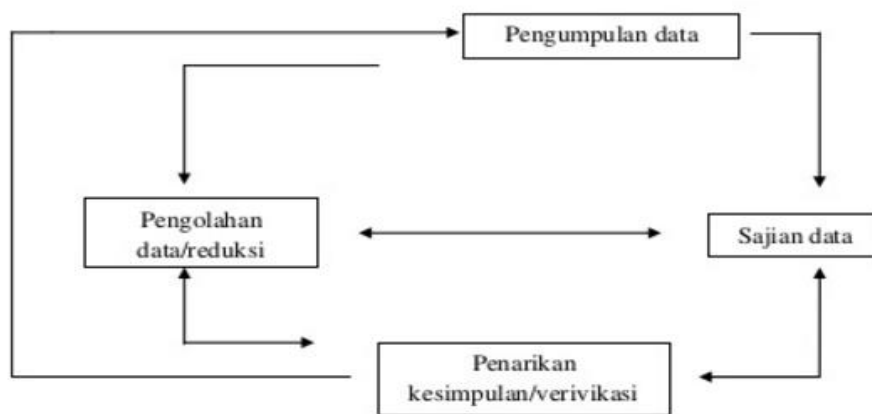 Pengumpulan data
Pengolahan
data/reduksi
Sajian data
Penarikan
kesimpulan/verivikasi